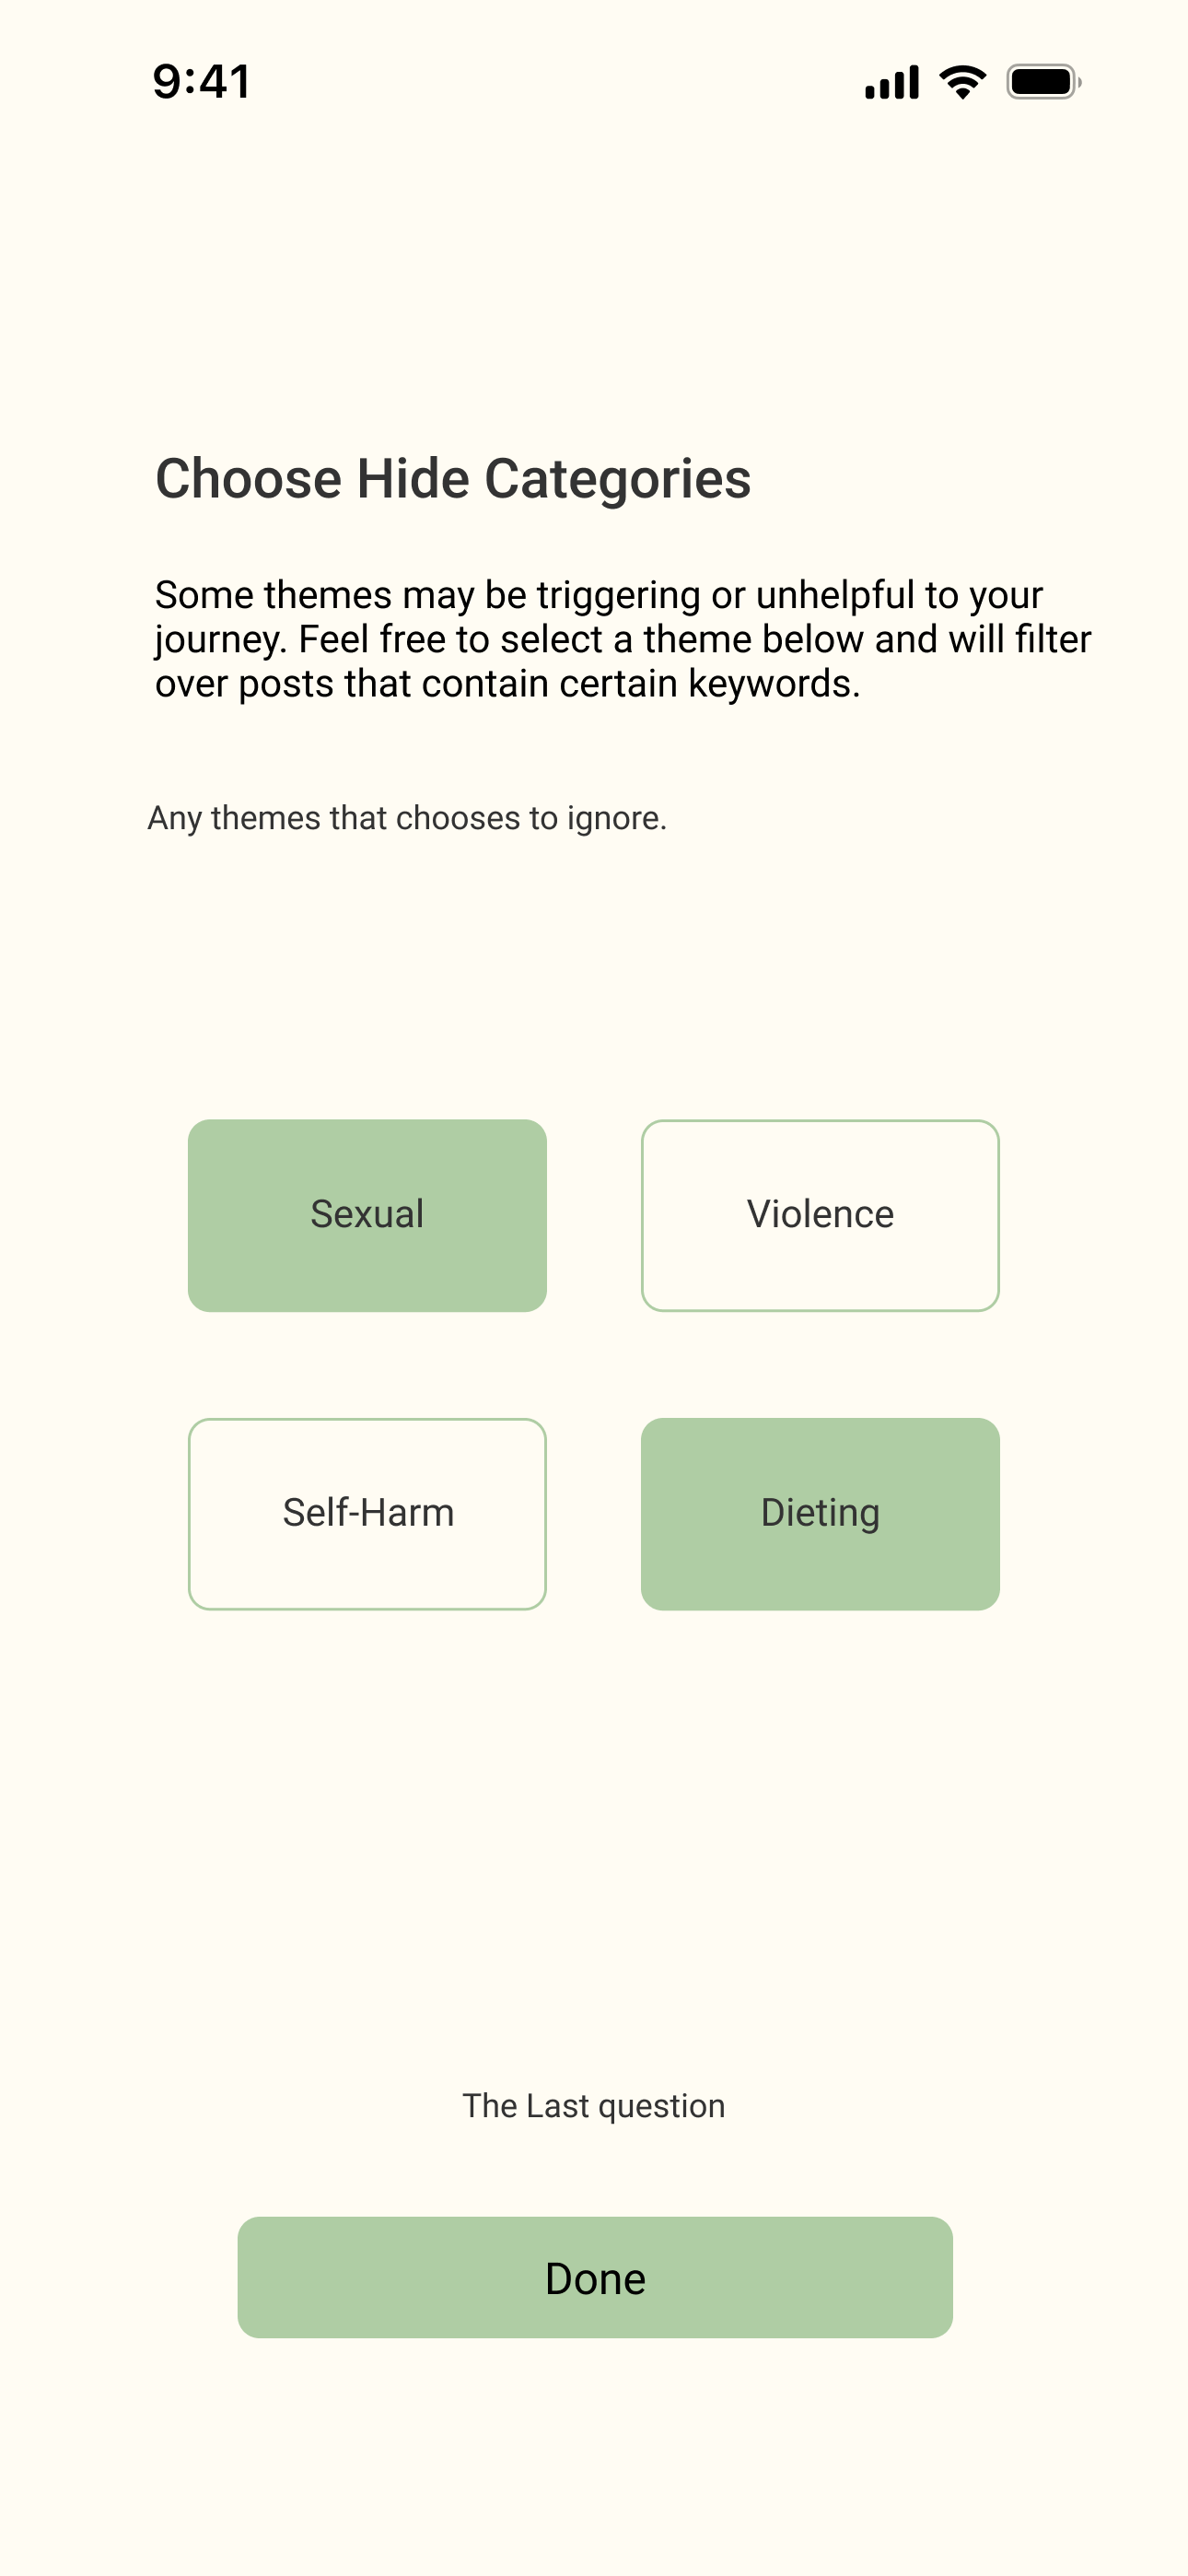 9:41
Choose Hide Categories
Some themes may be triggering or unhelpful to your
journey. Feel free to select a theme below and will filter
over posts that contain certain keywords.
Any themes that chooses to ignore.
Sexual
Violence
Self-Harm
Dieting
The Last question
Done